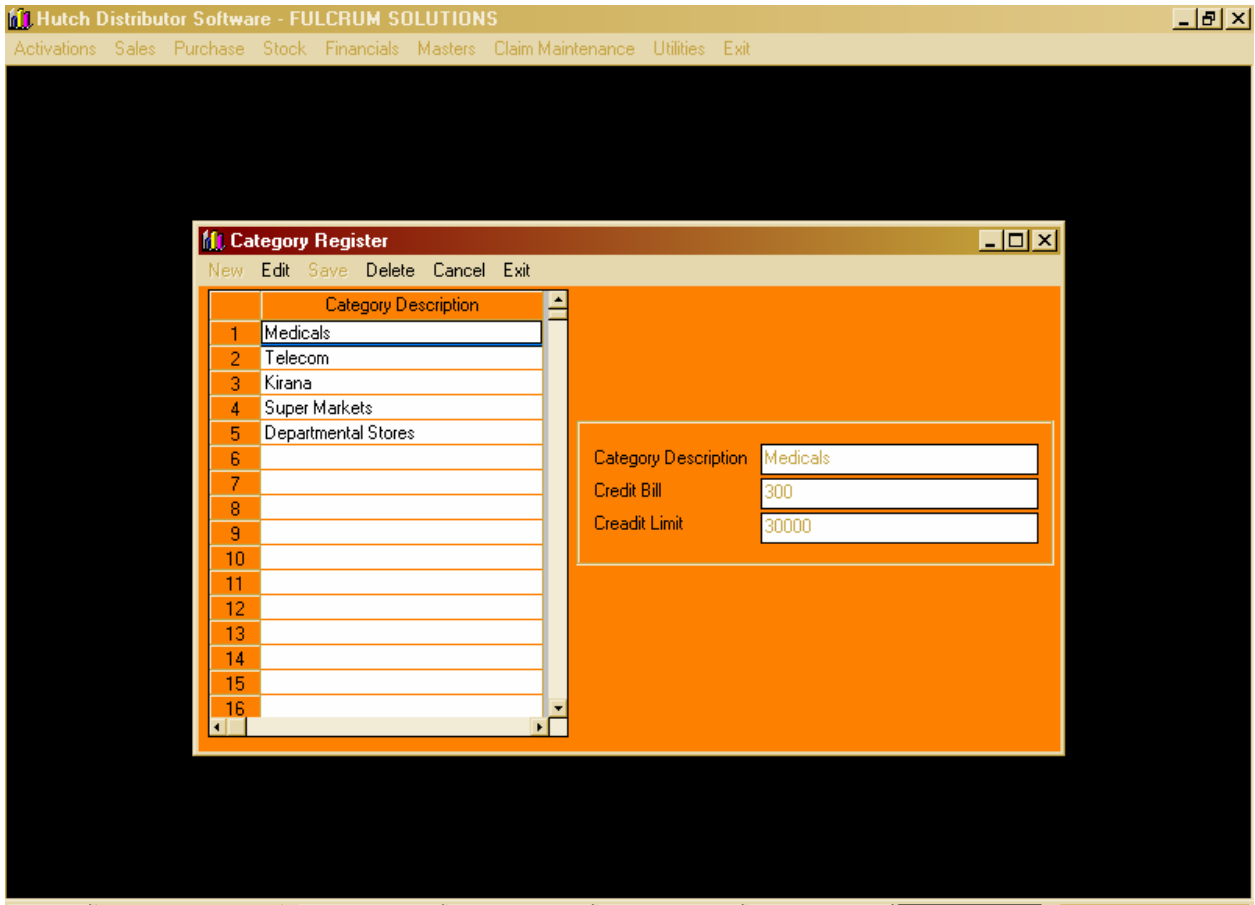 Hutch Distributor Software - FULCRUM SOLUTIONS
Activations Sales Purchase Stock Financials Masters Claim Maintenance Utilities Exit
Category Register
New Edit Save Delete Cancel Exit
Category Description
1 Medicals
2 Telecom
3 Kirana
4 Super Markets
5 Departmental Stores
6
7
8
9
10
11
12
13
14
15
16
Category Description Medicals
Credit Bill 300
Creadit Limit 30000